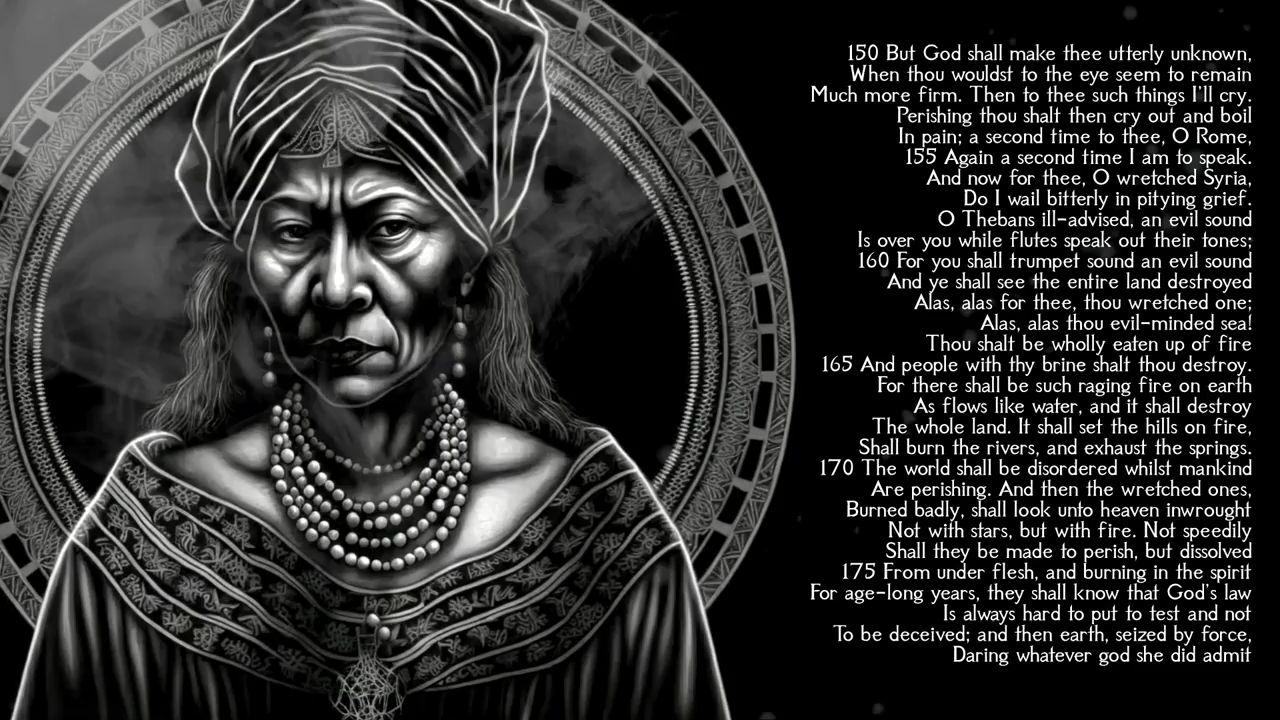 150 But God shall make thee utterly unknown,
When thou wouldst to the eye seem to remain
Much more firm. Then to thee such things I'll cry.
Perishing thou shalt then cry out and boil
In pain; a second time to thee, O Rome,
155 Again a second time I am to speak.
And now for thee, O wretched Syria,
Do I wail bitterly in pitying grief.
O Thebans ill-advised, an evil sound
Is over you while flutes speak out their tones;
160 For you shall trumpet sound an evil sound
And ye shall see the entire land destroyed
Alas, alas for thee, thou wretched one;
Alas, alas thou evil-minded sea!
Thou shalt be wholly eaten up of fire
165 And people with thy brine shalt thou destroy.
For there shall be such raging fire on earth
As flows like water, and it shall destroy
The whole land. It shall set the hills on fire,
Shall burn the rivers, and exhaust the springs.
170 The world shall be disordered whilst mankind
Are perishing. And then the wretched ones,
Burned badly, shall look unto heaven inwrought
Not with stars, but with fire. Not speedily
Shall they be made to perish, but dissolved
175 From under flesh, and burning in the spirit
For age-long years, they shall know that God's law
Is always hard to put to test and not
To be deceived; and then earth, seized by force,
Daring whatever god she did admit